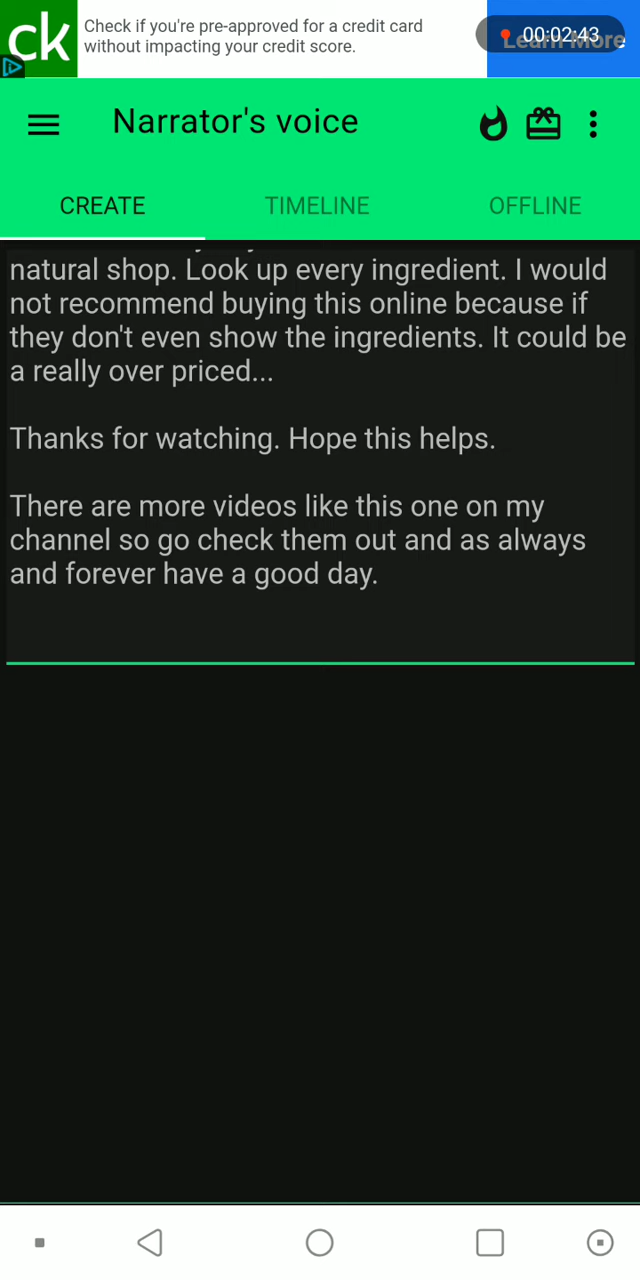 ck
Check if you're pre-approved for a credit card
without impacting your credit score.
Learn More
00:02:43
Narrator's voice
CREATE
TIMELINE
OFFLINE
natural shop. Look up every ingredient. I would
not recommend buying this online because if
they don't even show the ingredients. It could be
a really over priced...
Thanks for watching. Hope this helps.
There are more videos like this one on my
channel so go check them out and as always
and forever have a good day.